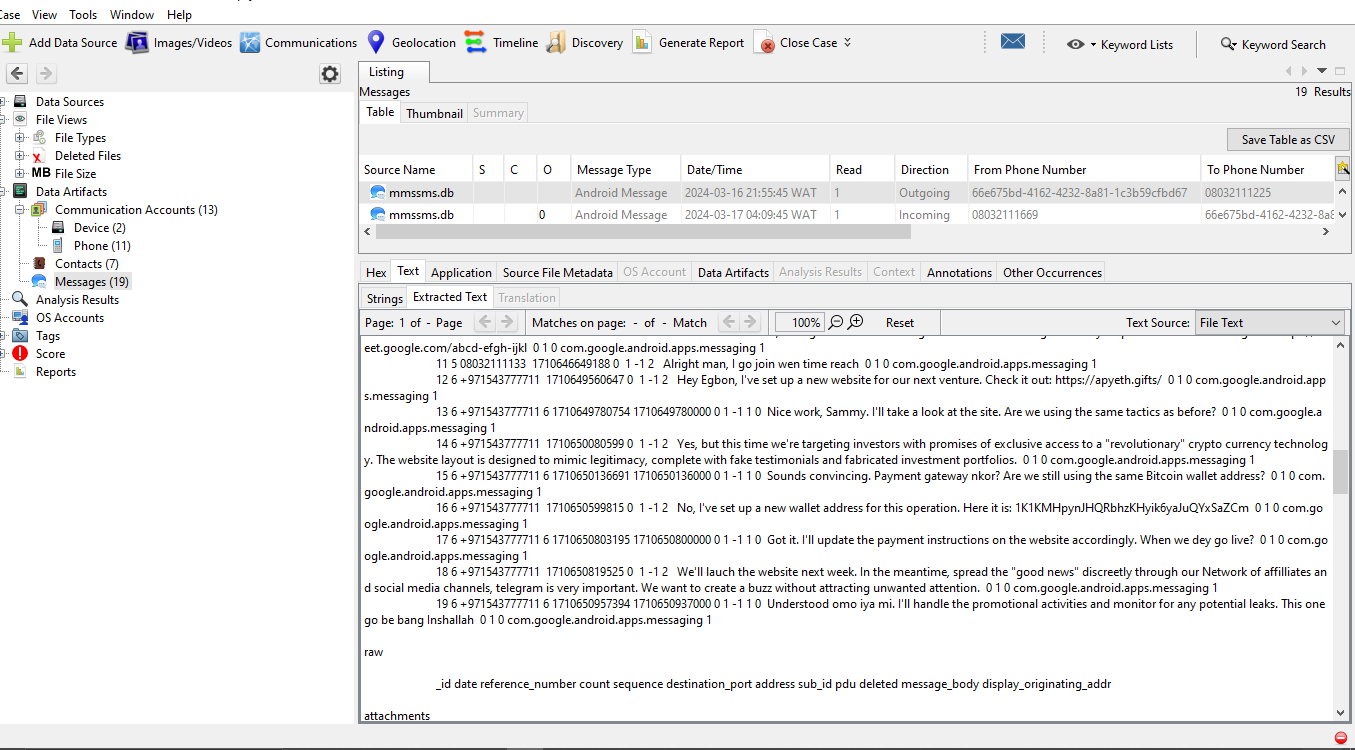 Case View Tools Window Help
Add Data Source Images/Videos Communications Geolocation Timeline Discovery Generate Report Close Case Keyword Lists Keyword Search
Listing
Messages 19 Results
Table Thumbnail Summary
Save Table as CSV
Source Name S C O Message Type Date/Time Read Direction From Phone Number To Phone Number
mmssms.db Android Message 2024-03-16 21:55:45 WAT 1 Outgoing 66e675bd-4162-4232-8a81-1c3b59cfbd67 08032111225
mmssms.db 0 Android Message 2024-03-17 04:09:45 WAT 1 Incoming 08032111669 66e675bd-4162-4232-8a8
Data Sources
File Views
File Types
Deleted Files
MB File Size
Data Artifacts
Communication Accounts (13)
Device (2)
Phone (11)
Contacts (7)
Messages (19)
Analysis Results
OS Accounts
Tags
Score
Reports
Hex Text Application Source File Metadata OS Account Data Artifacts Analysis Results Context Annotations Other Occurrences
Strings Extracted Text Translation
Page: 1 of - Page Matches on page: - of - Match 100% Reset Text Source: File Text
eet.google.com/abcd-efgh-ijkl 0 1 0 com.google.android.apps.messaging 1
11 5 08032111133 1710646649188 0 1 -1 2 Alright man, I go join wen time reach 0 1 0 com.google.android.apps.messaging 1
12 6 +971543777711 1710649560647 0 1 -1 2 Hey Egbon, I've set up a new website for our next venture. Check it out: https://apyeth.gifts/ 0 1 0 com.google.android.app
s.messaging 1
13 6 +971543777711 6 1710649780754 1710649780000 0 1 -1 1 0 Nice work, Sammy. I'll take a look at the site. Are we using the same tactics as before? 0 1 0 com.google.a
ndroid.apps.messaging 1
14 6 +971543777711 1710650080599 0 1 -1 2 Yes, but this time we're targeting investors with promises of exclusive access to a "revolutionary" crypto currency technolog
y. The website layout is designed to mimic legitimacy, complete with fake testimonials and fabricated investment portfolios. 0 1 0 com.google.android.apps.messaging 1
15 6 +971543777711 6 1710650136691 1710650136000 0 1 -1 1 0 Sounds convincing. Payment gateway nkor? Are we still using the same Bitcoin wallet address? 0 1 0 com.
google.android.apps.messaging 1
16 6 +971543777711 1710650599815 0 1 -1 2 No, I've set up a new wallet address for this operation. Here it is: 1K1KMHpynJHQRbhzKHyik6yaJuQYxSaZCm 0 1 0 com.go
ogle.android.apps.messaging 1
17 6 +971543777711 6 1710650803195 1710650800000 0 1 -1 1 0 Got it. I'll update the payment instructions on the website accordingly. When we dey go live? 0 1 0 com.go
ogle.android.apps.messaging 1
18 6 +971543777711 1710650819525 0 1 -1 2 We'll lauch the website next week. In the meantime, spread the "good news" discreetly through our Network of affilliates an
d social media channels, telegram is very important. We want to create a buzz without attracting unwanted attention. 0 1 0 com.google.android.apps.messaging 1
19 6 +971543777711 6 1710650957394 1710650937000 0 1 -1 1 0 Understood omo iya mi. I'll handle the promotional activities and monitor for any potential leaks. This one
go be bang Inshallah 0 1 0 com.google.android.apps.messaging 1
raw
_id date reference_number count sequence destination_port address sub_id pdu deleted message_body display_originating_addr
attachments